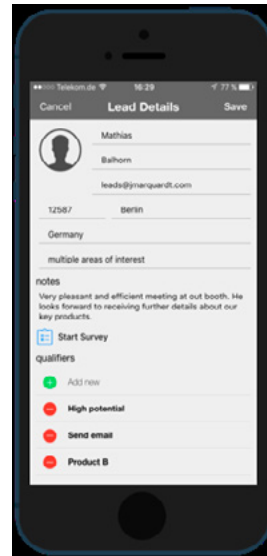 Telekom.de 16:29 77 %
Cancel Lead Details Save
Mathias
Balhorn
leads@jmarquardt.com
12587 Berlin
Germany
multiple areas of interest
notes
Very pleasant and efficient meeting at out booth. He
looks forward to receiving further details about our
key products.
Start Survey
qualifiers
Add new
High potential
Send email
Product B